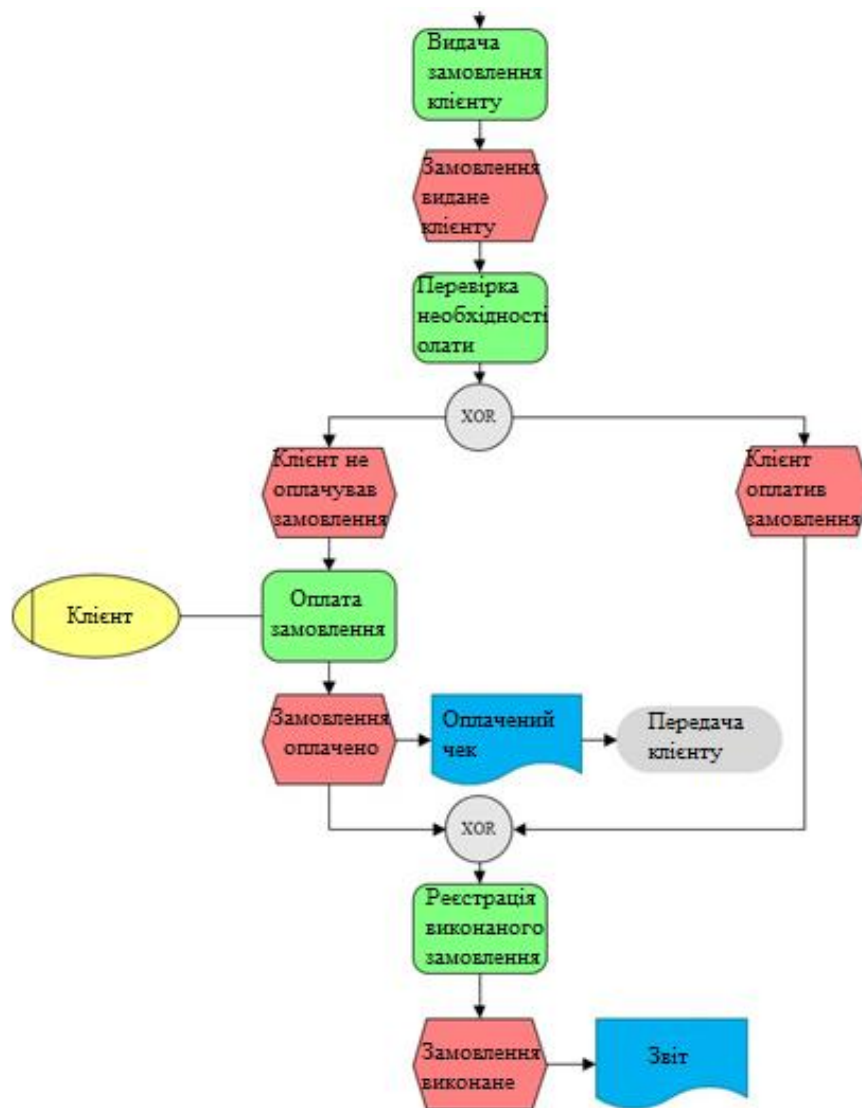 Видача
замовлення
клієнту
Замовлення
видане
клієнту
Перевірка
необхідності
олати
XOR
Клієнт не
оплачував
замовлення
Клієнт
оплатив
замовлення
Клієнт
Оплата
замовлення
Замовлення
оплачено
Оплачений
чек
Передача
клієнту
XOR
Реєстрація
виконаного
замовлення
Замовлення
виконане
Звіт